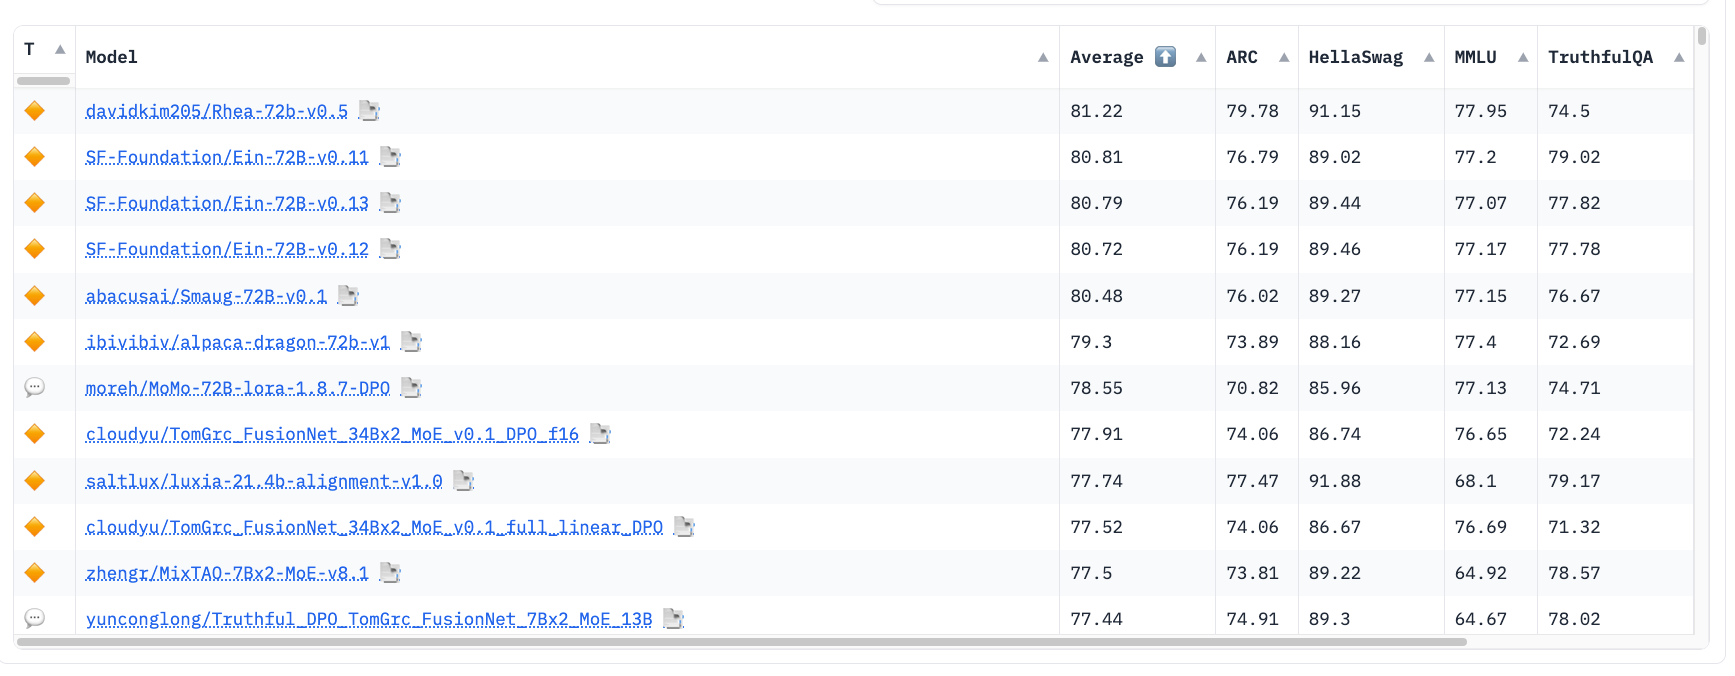 T ▲ Model ▲ Average ⬆️ ▲ ARC ▲ HellaSwag ▲ MMLU ▲ TruthfulQA ▲
davidkim205/Rhea-72b-v0.5 81.22 79.78 91.15 77.95 74.5
SF-Foundation/Ein-72B-v0.11 80.81 76.79 89.02 77.2 79.02
SF-Foundation/Ein-72B-v0.13 80.79 76.19 89.44 77.07 77.82
SF-Foundation/Ein-72B-v0.12 80.72 76.19 89.46 77.17 77.78
abacusai/Smaug-72B-v0.1 80.48 76.02 89.27 77.15 76.67
ibivibiv/alpaca-dragon-72b-v1 79.3 73.89 88.16 77.4 72.69
moreh/MoMo-72B-lora-1.8.7-DPO 78.55 70.82 85.96 77.13 74.71
cloudyu/TomGrc_FusionNet_34Bx2_MoE_v0.1_DPO_f16 77.91 74.06 86.74 76.65 72.24
saltlux/luxia-21.4b-alignment-v1.0 77.74 77.47 91.88 68.1 79.17
cloudyu/TomGrc_FusionNet_34Bx2_MoE_v0.1_full_linear_DPO 77.52 74.06 86.67 76.69 71.32
zhengr/MixTAO-7Bx2-MoE-v8.1 77.5 73.81 89.22 64.92 78.57
yunconglong/Truthful_DPO_TomGrc_FusionNet_7Bx2_MoE_13B 77.44 74.91 89.3 64.67 78.02